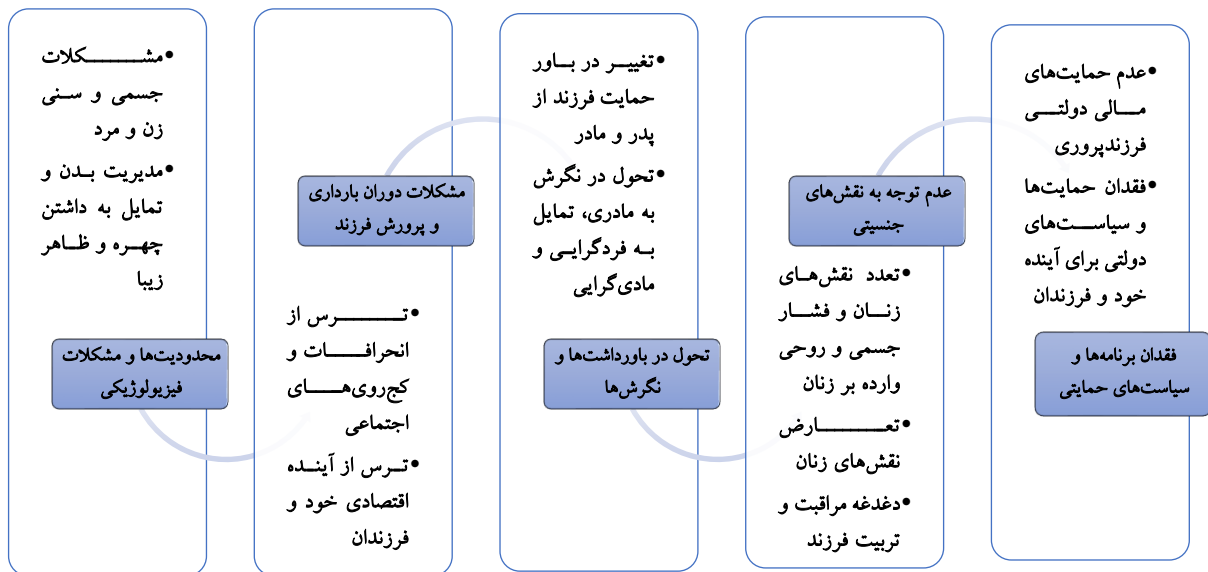 •عدم حمایت‌های
مالی دولتی
فرزندپروری
•فقدان حمایت‌ها
و سیاست‌های
دولتی برای آینده
خود و فرزندان
فقدان برنامه‌ها و
سیاست‌های حمایتی
عدم توجه به نقش‌های
جنسیتی
•تعدد نقش‌های
زنان و فشار
جسمی و روحی
وارده بر زنان
•تعارض
نقش‌های زنان
•دغدغه مراقبت و
تربیت فرزند
•تغییر در باور
حمایت فرزند از
پدر و مادر
•تحول در نگرش
به مادری، تمایل
به فردگرایی و
مادی‌گرایی
تحول در باورداشت‌ها و
نگرش‌ها
مشکلات دوران بارداری
و پرورش فرزند
•ترس از
انحرافات و
کج‌روی‌های
اجتماعی
•ترس از آینده
اقتصادی خود و
فرزندان
•مشکلات
جسمی و سنی
زن و مرد
•مدیریت بدن و
تمایل به داشتن
چهره و ظاهر
زیبا
محدودیت‌ها و مشکلات
فیزیولوژیکی